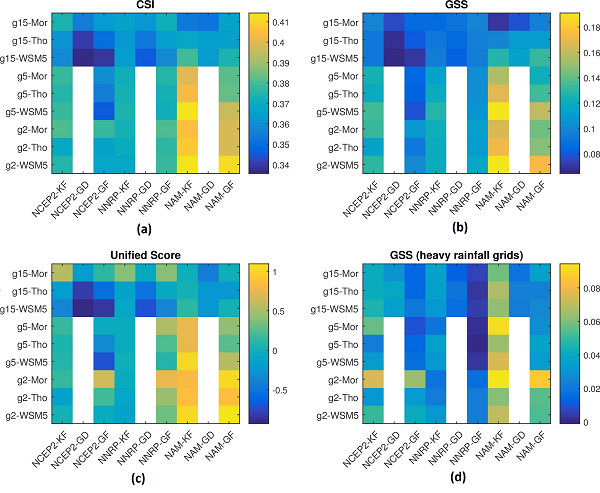 CSI
g15-Mor
g15-Tho
g15-WSM5
g5-Mor
g5-Tho
g5-WSM5
g2-Mor
g2-Tho
g2-WSM5
NCEP2-KF
NCEP2-GD
NCEP2-GF
NNRP-KF
NNRP-GD
NNRP-GF
NAM-KF
NAM-GD
NAM-GF
0.41
0.4
0.39
0.38
0.37
0.36
0.35
0.34
(a)
GSS
g15-Mor
g15-Tho
g15-WSM5
g5-Mor
g5-Tho
g5-WSM5
g2-Mor
g2-Tho
g2-WSM5
NCEP2-KF
NCEP2-GD
NCEP2-GF
NNRP-KF
NNRP-GD
NNRP-GF
NAM-KF
NAM-GD
NAM-GF
0.18
0.16
0.14
0.12
0.1
0.08
(b)
Unified Score
g15-Mor
g15-Tho
g15-WSM5
g5-Mor
g5-Tho
g5-WSM5
g2-Mor
g2-Tho
g2-WSM5
NCEP2-KF
NCEP2-GD
NCEP2-GF
NNRP-KF
NNRP-GD
NNRP-GF
NAM-KF
NAM-GD
NAM-GF
1
0.5
0
-0.5
(c)
GSS (heavy rainfall grids)
g15-Mor
g15-Tho
g15-WSM5
g5-Mor
g5-Tho
g5-WSM5
g2-Mor
g2-Tho
g2-WSM5
NCEP2-KF
NCEP2-GD
NCEP2-GF
NNRP-KF
NNRP-GD
NNRP-GF
NAM-KF
NAM-GD
NAM-GF
0.08
0.06
0.04
0.02
0
(d)